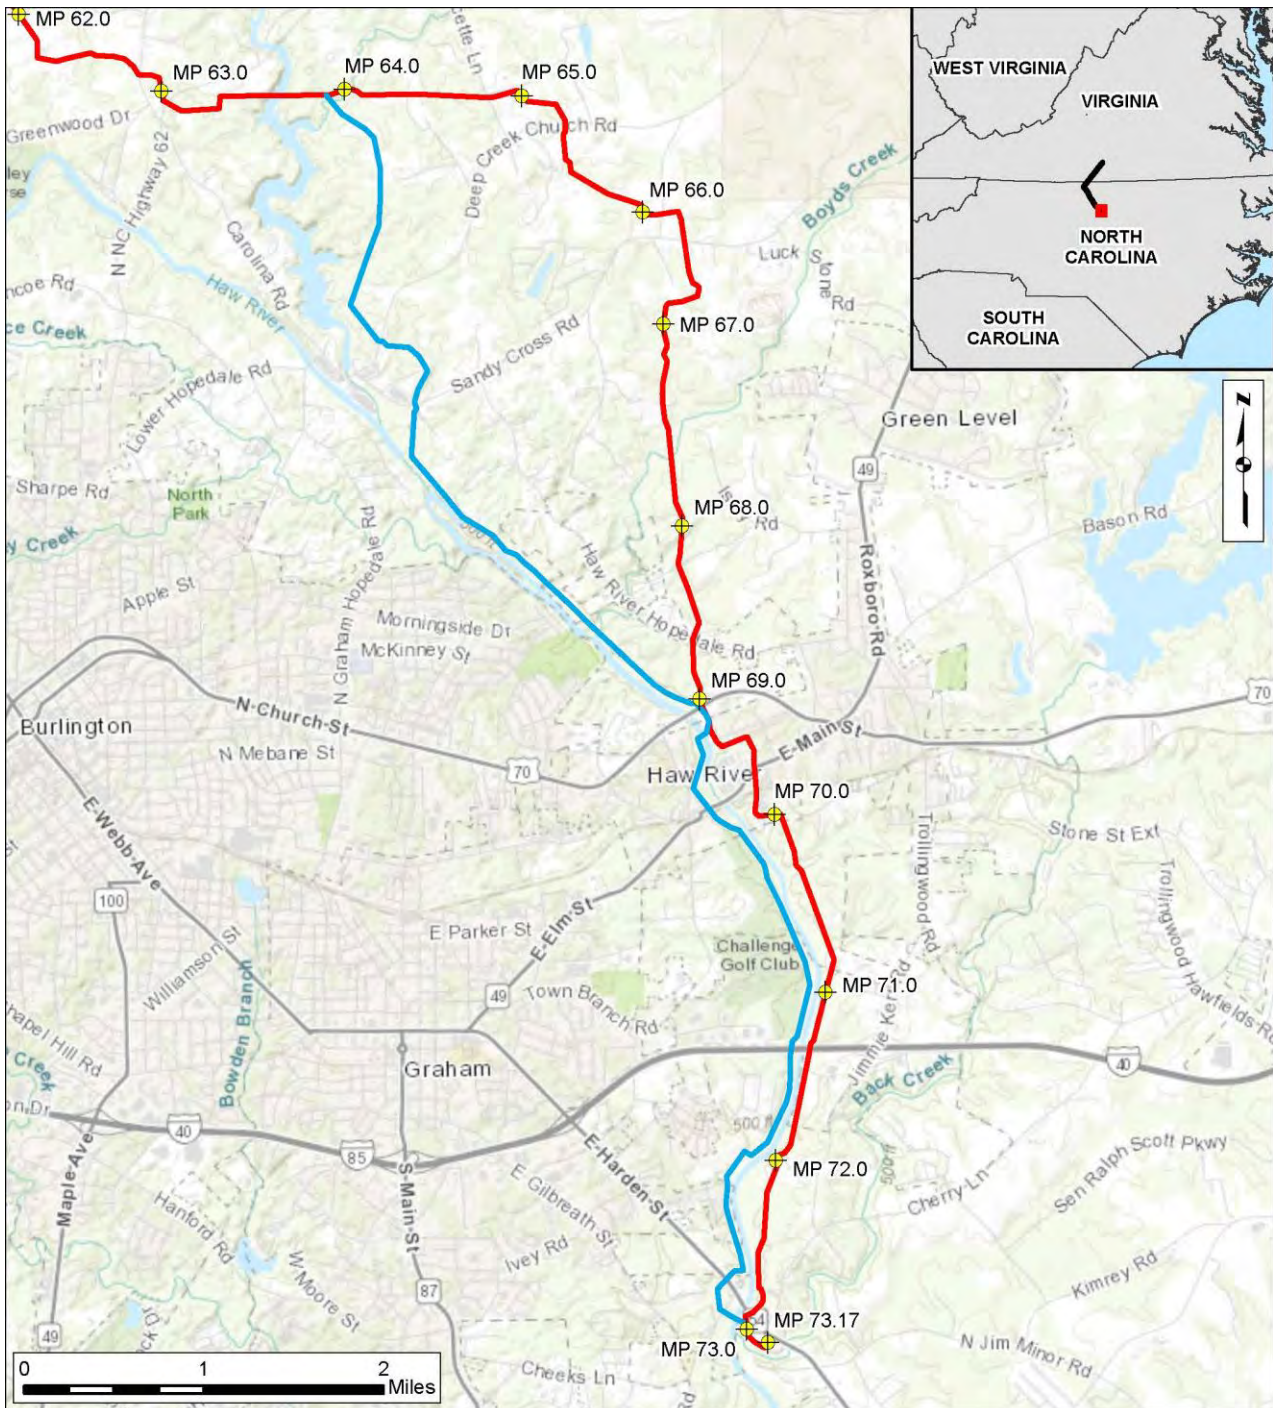 MP 62.0
MP 63.0
MP 64.0
MP 65.0
WEST VIRGINIA
VIRGINIA
NORTH
CAROLINA
SOUTH
CAROLINA
Greenwood Dr
N NC Highway 62
Deep Creek Church Rd
Boyds Creek
MP 66.0
Carolina Rd
Haw River
Luck Stone Rd
MP 67.0
Sandy Cross Rd
Lower Hopedale Rd
Green Level
49
N
Sharpe Rd
North
Park
MP 68.0
Bason Rd
Roxboro Rd
500 ft
Haw River Hopedale Rd
N Graham Hopedale Rd
Apple St
Morningside Dr
McKinney St
MP 69.0
70
Burlington
N Church St
N Mebane St
70
E Main St
Haw River
MP 70.0
Trollingwood Rd
Stone St Ext
Trollingwood Hawfields Rd
E Webb Ave
100
Williamson St
E Parker St
E Elm St
Challenge
Golf Club
MP 71.0
49
Town Branch Rd
Bowden Branch
Graham
40
Back Creek
40
85
500 ft
500 ft
MP 72.0
Maple Ave
S Main St
E Harden St
E Gilbreath St
Cherry Ln
Sen Ralph Scott Pkwy
Hanford Rd
W Moore St
Ivey Rd
87
Kimrey Rd
MP 73.17
MP 73.0
49
N Jim Minor Rd
Cheeks Ln
0 1 2
Miles